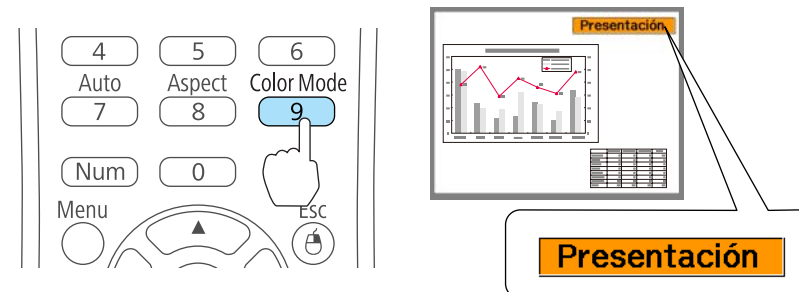 4 5 6
Auto Aspect Color Mode
7 8 9
Num 0
Menu Esc
Presentación
Presentación